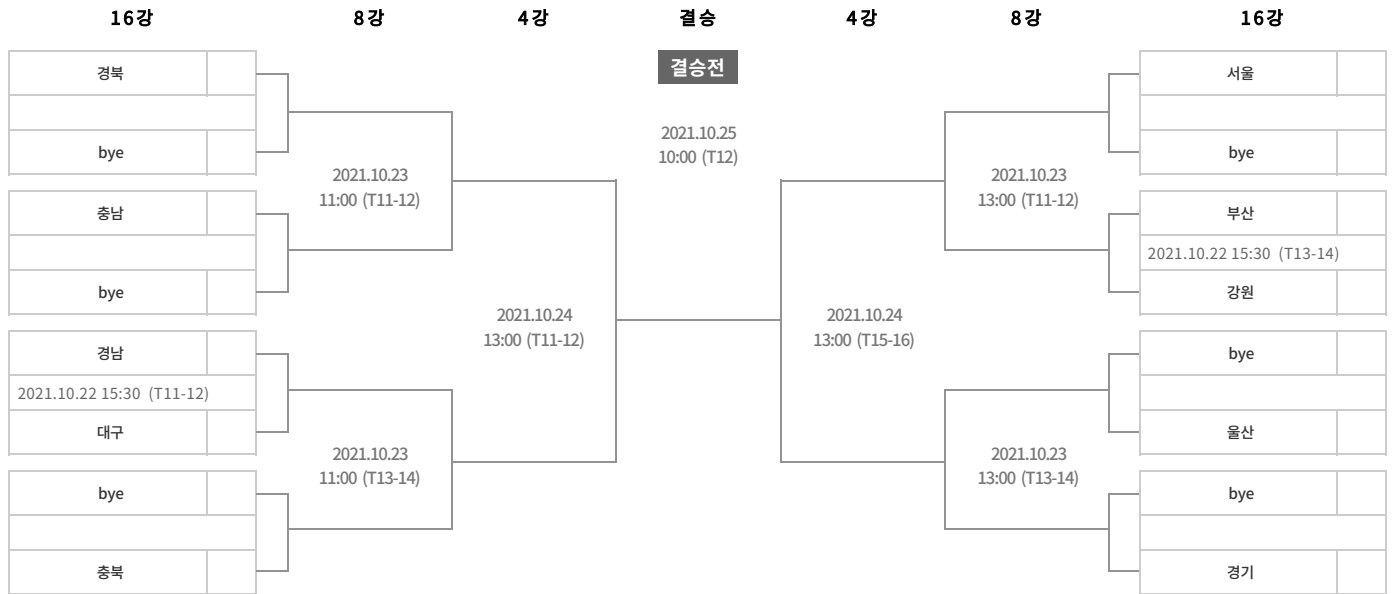 16강 8강 4강 결승 4강 8강 16강
결승전
2021.10.25
10:00 (T12)
경북
bye
충남
bye
경남
2021.10.22 15:30 (T11-12)
대구
bye
충북
2021.10.23
11:00 (T11-12)
2021.10.23
11:00 (T13-14)
2021.10.24
13:00 (T11-12)
2021.10.24
13:00 (T15-16)
2021.10.23
13:00 (T11-12)
2021.10.23
13:00 (T13-14)
서울
bye
부산
2021.10.22 15:30 (T13-14)
강원
bye
울산
bye
경기